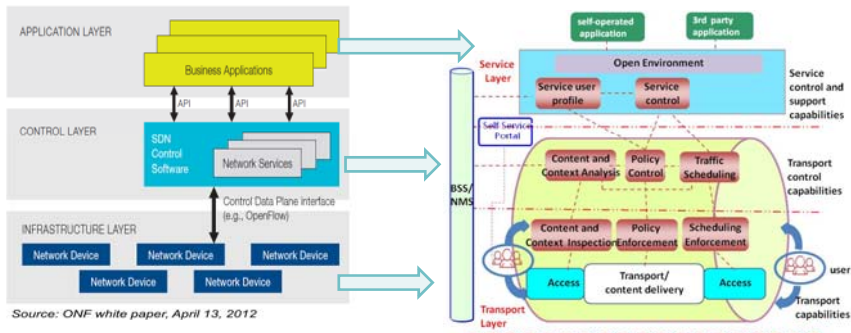 APPLICATION LAYER
Business Applications
API
API
API
CONTROL LAYER
SDN
Control
Software
Network Services
Control Data Plane interface
(e.g., OpenFlow)
INFRASTRUCTURE LAYER
Network Device
Network Device
Network Device
Network Device
Network Device
Source: ONF white paper, April 13, 2012
self-operated
application
3rd party
application
Open Environment
Service
Layer
Service user
profile
Service
control
Service
control and
support
capabilities
Self Service
Portal
BSS/
NMS
Content and
Context Analysis
Policy
Control
Traffic
Scheduling
Transport
control
capabilities
Content and
Context Inspection
Policy
Enforcement
Scheduling
Enforcement
Access
Transport/
content delivery
Access
user
Transport
Layer
Transport
capabilities